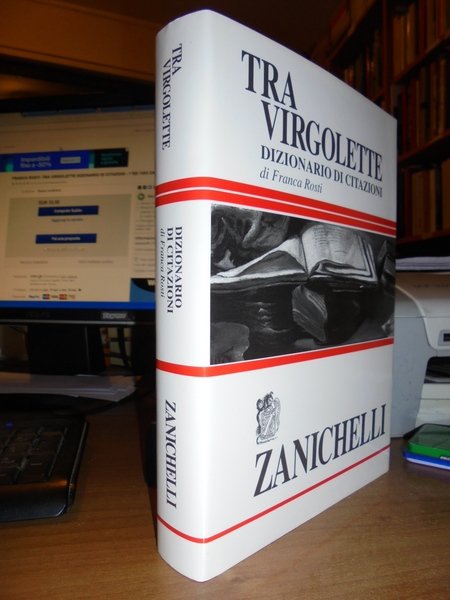 TRA
VIRGOLETTE
DIZIONARIO DI CITAZIONI
di Franca Rosti
ZANICHELLI
TRA
VIRGOLETTE
DIZIONARIO
DI CITAZIONI
di Franca Rosti
ZANICHELLI